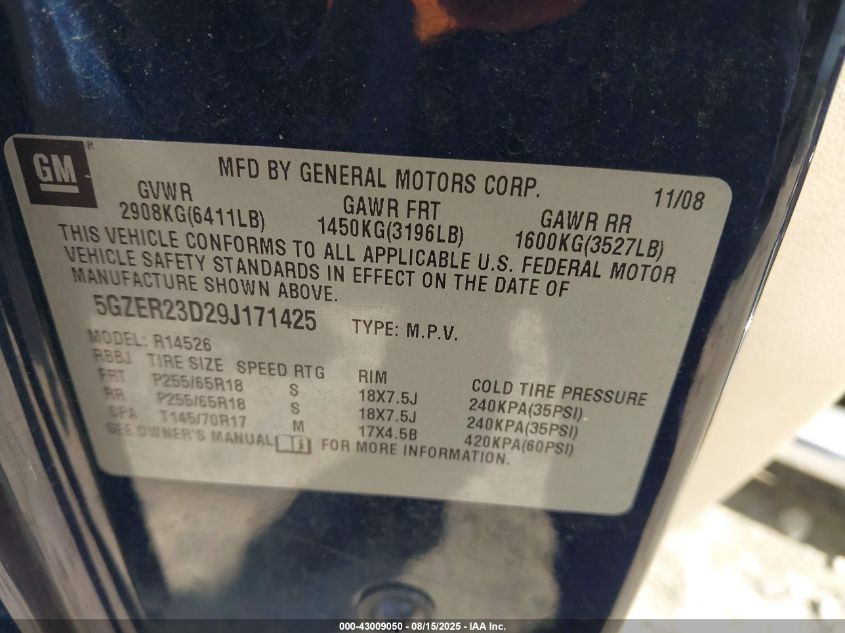 GM®
MFD BY GENERAL MOTORS CORP. 11/08
GVWR GAWR FRT GAWR RR
2908KG(6411LB) 1450KG(3196LB) 1600KG(3527LB)
THIS VEHICLE CONFORMS TO ALL APPLICABLE U.S. FEDERAL MOTOR
VEHICLE SAFETY STANDARDS IN EFFECT ON THE DATE OF
MANUFACTURE SHOWN ABOVE.
5GZER23D29J171425 TYPE: M.P.V.
MODEL: R14526
RBBJ TIRE SIZE SPEED RTG RIM COLD TIRE PRESSURE
FRT P255/65R18 S 18X7.5J 240KPA(35PSI)
RR P255/65R18 S 18X7.5J 240KPA(35PSI)
SPA T145/70R17 M 17X4.5B 420KPA(60PSI)
SEE OWNER'S MANUAL FOR MORE INFORMATION.
000-43009050 - 08/15/2025 - IAA Inc.